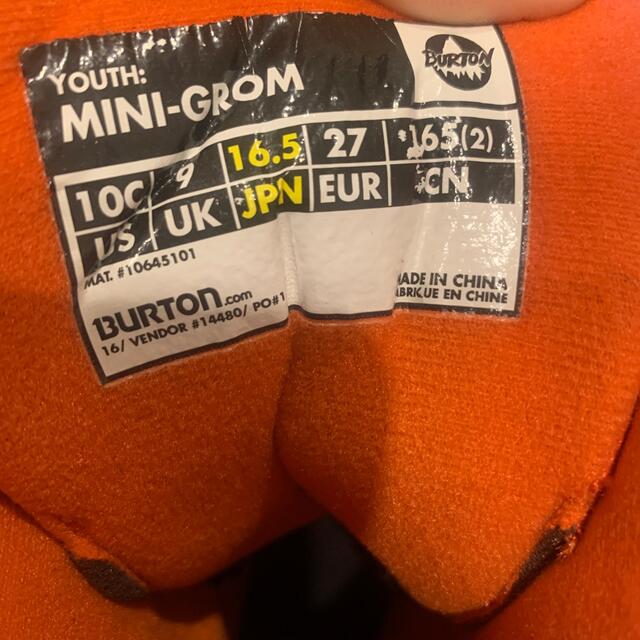 YOUTH:
MINI-GROM
BURTON
10C 9 16.5 27 165(2)
US UK JPN EUR CN
MAT. #10645101
BURTON.com
16/ VENDOR #14480/ PO#1
MADE IN CHINA
FABRIQUE EN CHINE